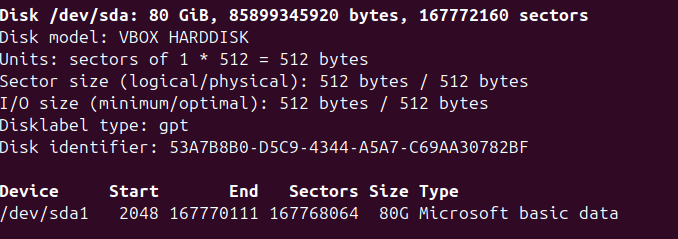 Disk /dev/sda: 80 GiB, 85899345920 bytes, 167772160 sectors
Disk model: VBOX HARDDISK
Units: sectors of 1 * 512 = 512 bytes
Sector size (logical/physical): 512 bytes / 512 bytes
I/O size (minimum/optimal): 512 bytes / 512 bytes
Disklabel type: gpt
Disk identifier: 53A7B8B0-D5C9-4344-A5A7-C69AA30782BF

Device     Start       End   Sectors Size Type
/dev/sda1   2048 167770111 167768064  80G Microsoft basic data